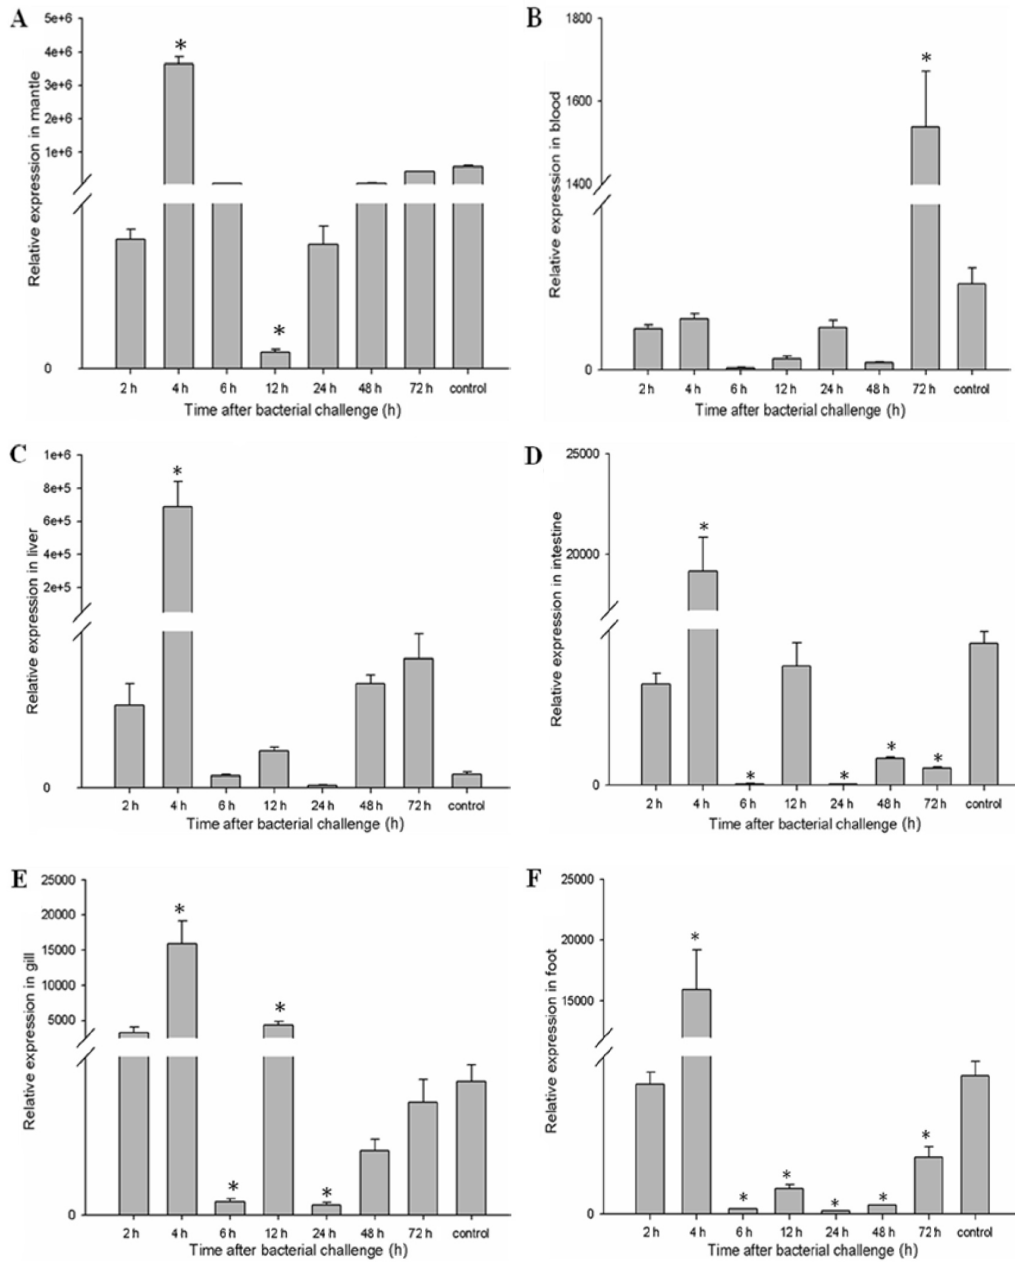 A
Relative expression in mantle
5e+6
4e+6
3e+6
2e+6
1e+6
0
*
*
2 h 4 h 6 h 12 h 24 h 48 h 72 h control
Time after bacterial challenge (h)
B
Relative expression in blood
1800
1600
1400
0
*
2 h 4 h 6 h 12 h 24 h 48 h 72 h control
Time after bacterial challenge (h)
C
Relative expression in liver
1e+6
8e+5
6e+5
4e+5
2e+5
0
*
2 h 4 h 6 h 12 h 24 h 48 h 72 h control
Time after bacterial challenge (h)
D
Relative expression in intestine
25000
20000
0
*
*
*
*
*
2 h 4 h 6 h 12 h 24 h 48 h 72 h control
Time after bacterial challenge (h)
E
Relative expression in gill
25000
20000
15000
10000
5000
0
*
*
*
*
2 h 4 h 6 h 12 h 24 h 48 h 72 h control
Time after bacterial challenge (h)
F
Relative expression in foot
25000
20000
15000
0
*
*
*
*
*
*
2 h 4 h 6 h 12 h 24 h 48 h 72 h control
Time after bacterial challenge (h)